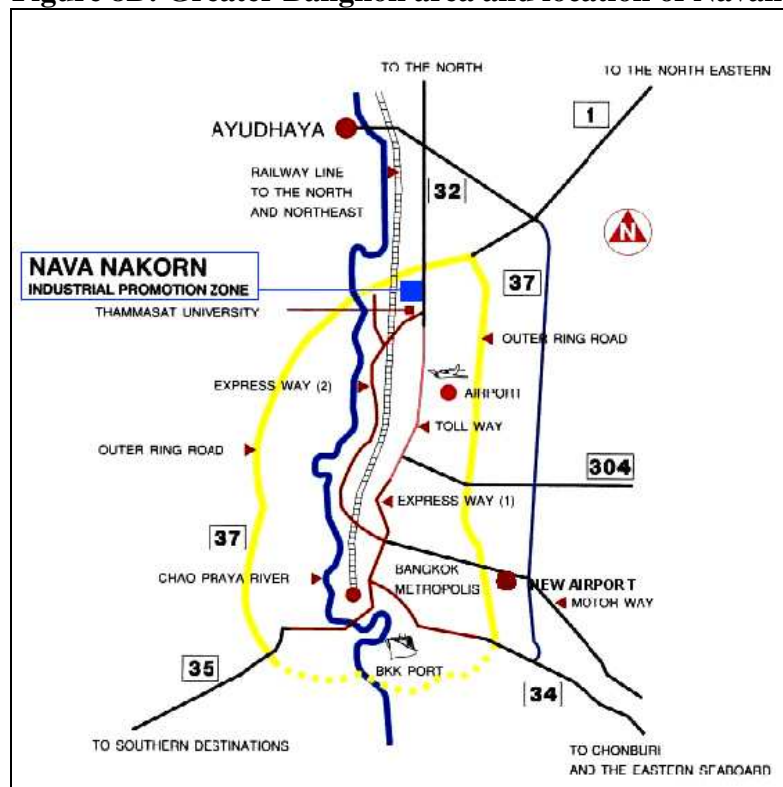 TO THE NORTH
TO THE NORTH EASTERN
1
AYUDHAYA
RAILWAY LINE
TO THE NORTH
AND NORTHEAST
32
N
NAVA NAKORN
INDUSTRIAL PROMOTION ZONE
37
THAMMASAT UNIVERSITY
OUTER RING ROAD
EXPRESS WAY (2)
AIRPORT
TOLL WAY
OUTER RING ROAD
304
EXPRESS WAY (1)
37
CHAO PRAYA RIVER
BANGKOK
METROPOLIS
NEW AIRPORT
MOTOR WAY
35
BKK PORT
34
TO SOUTHERN DESTINATIONS
TO CHONBURI
AND THE EASTERN SEABOARD